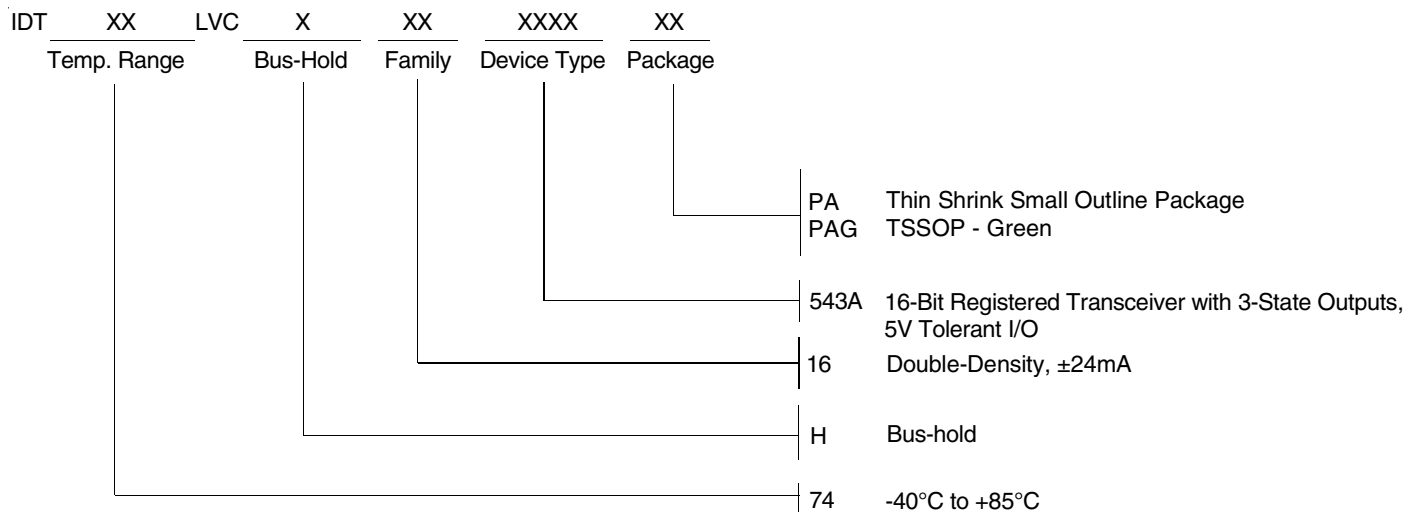 IDT XX LVC X XX XXXX XX
Temp. Range Bus-Hold Family Device Type Package
PA Thin Shrink Small Outline Package
PAG TSSOP - Green
543A 16-Bit Registered Transceiver with 3-State Outputs,
5V Tolerant I/O
16 Double-Density, ±24mA
H Bus-hold
74 -40°C to +85°C